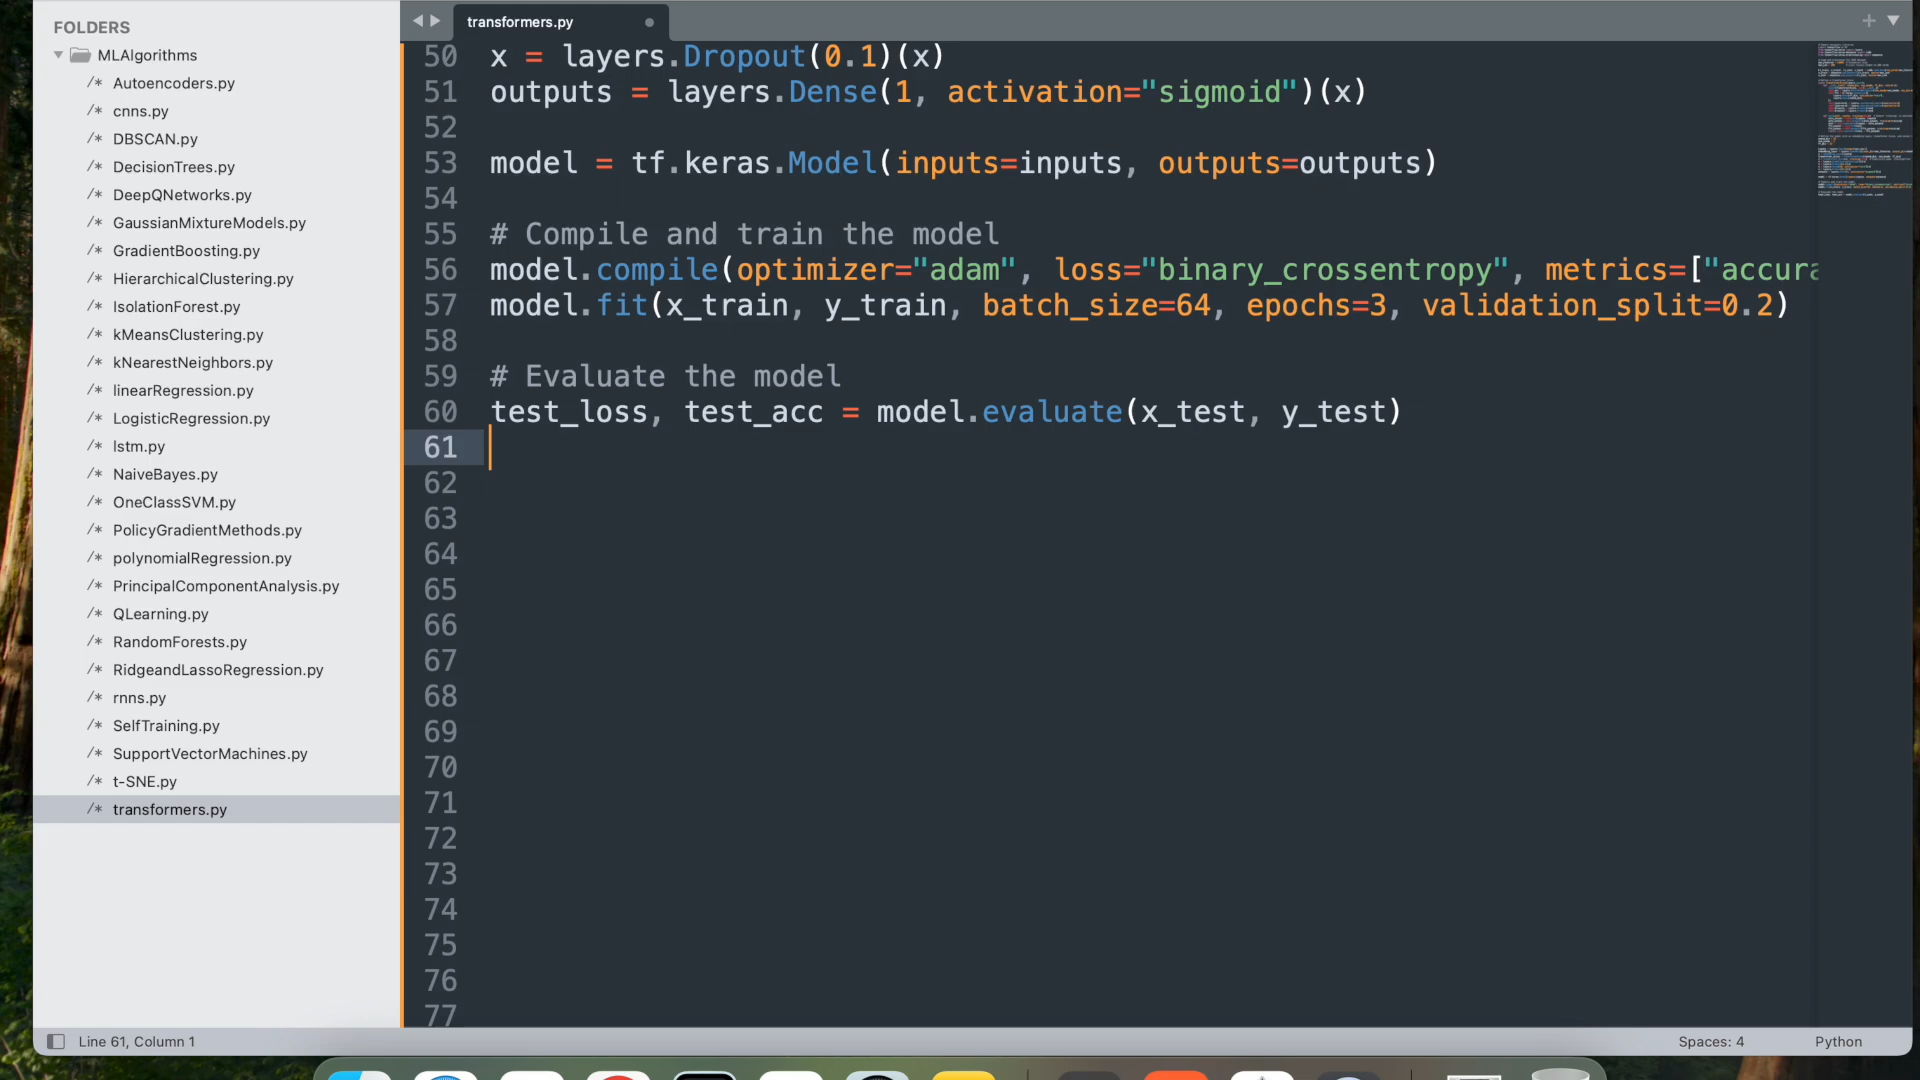 FOLDERS
MLAlgorithms
/* Autoencoders.py
/* cnns.py
/* DBSCAN.py
/* DecisionTrees.py
/* DeepQNetworks.py
/* GaussianMixtureModels.py
/* GradientBoosting.py
/* HierarchicalClustering.py
/* IsolationForest.py
/* kMeansClustering.py
/* kNearestNeighbors.py
/* linearRegression.py
/* LogisticRegression.py
/* lstm.py
/* NaiveBayes.py
/* OneClassSVM.py
/* PolicyGradientMethods.py
/* polynomialRegression.py
/* PrincipalComponentAnalysis.py
/* QLearning.py
/* RandomForests.py
/* RidgeandLassoRegression.py
/* rnns.py
/* SelfTraining.py
/* SupportVectorMachines.py
/* t-SNE.py
/* transformers.py
transformers.py
50 x = layers.Dropout(0.1)(x)
51 outputs = layers.Dense(1, activation="sigmoid")(x)
52
53 model = tf.keras.Model(inputs=inputs, outputs=outputs)
54
55 # Compile and train the model
56 model.compile(optimizer="adam", loss="binary_crossentropy", metrics=["accura
57 model.fit(x_train, y_train, batch_size=64, epochs=3, validation_split=0.2)
58
59 # Evaluate the model
60 test_loss, test_acc = model.evaluate(x_test, y_test)
61
62
63
64
65
66
67
68
69
70
71
72
73
74
75
76
77
Line 61, Column 1
Spaces: 4
Python